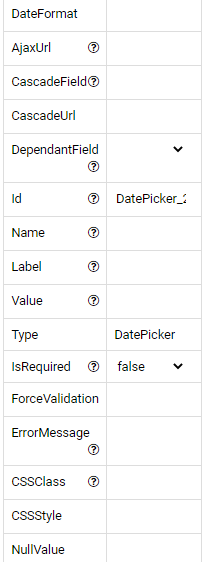 DateFormat
AjaxUrl
CascadeField
CascadeUrl
DependantField
Id DatePicker_2
Name
Label
Value
Type DatePicker
IsRequired false
ForceValidation
ErrorMessage
CSSClass
CSSStyle
NullValue